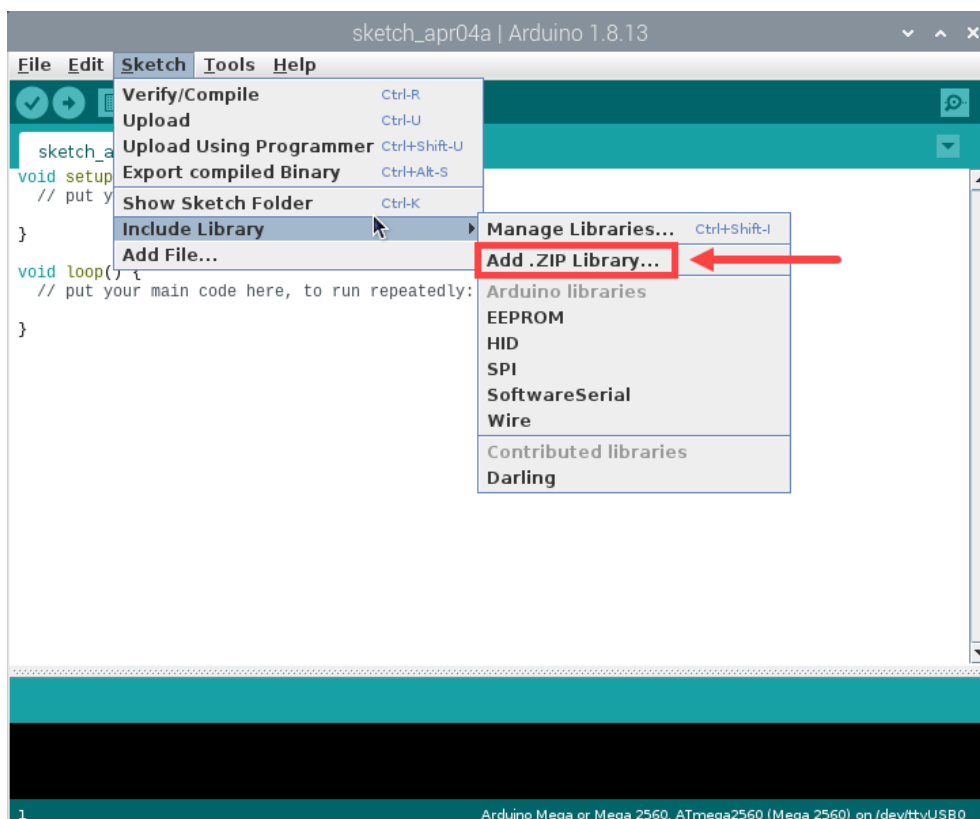 sketch_apr04a | Arduino 1.8.13
File Edit Sketch Tools Help
Verify/Compile Ctrl-R
Upload Ctrl-U
Upload Using Programmer Ctrl+Shift-U
Export compiled Binary Ctrl+Alt-S
Show Sketch Folder Ctrl-K
Include Library
Add File...
Manage Libraries... Ctrl+Shift-I
Add .ZIP Library...
Arduino libraries
EEPROM
HID
SPI
SoftwareSerial
Wire
Contributed libraries
Darling
sketch_a
void setup
// put y
}
void loop() {
// put your main code here, to run repeatedly:
}
1 Arduino Mega or Mega 2560, ATmega2560 (Mega 2560) on /dev/ttyUSB0